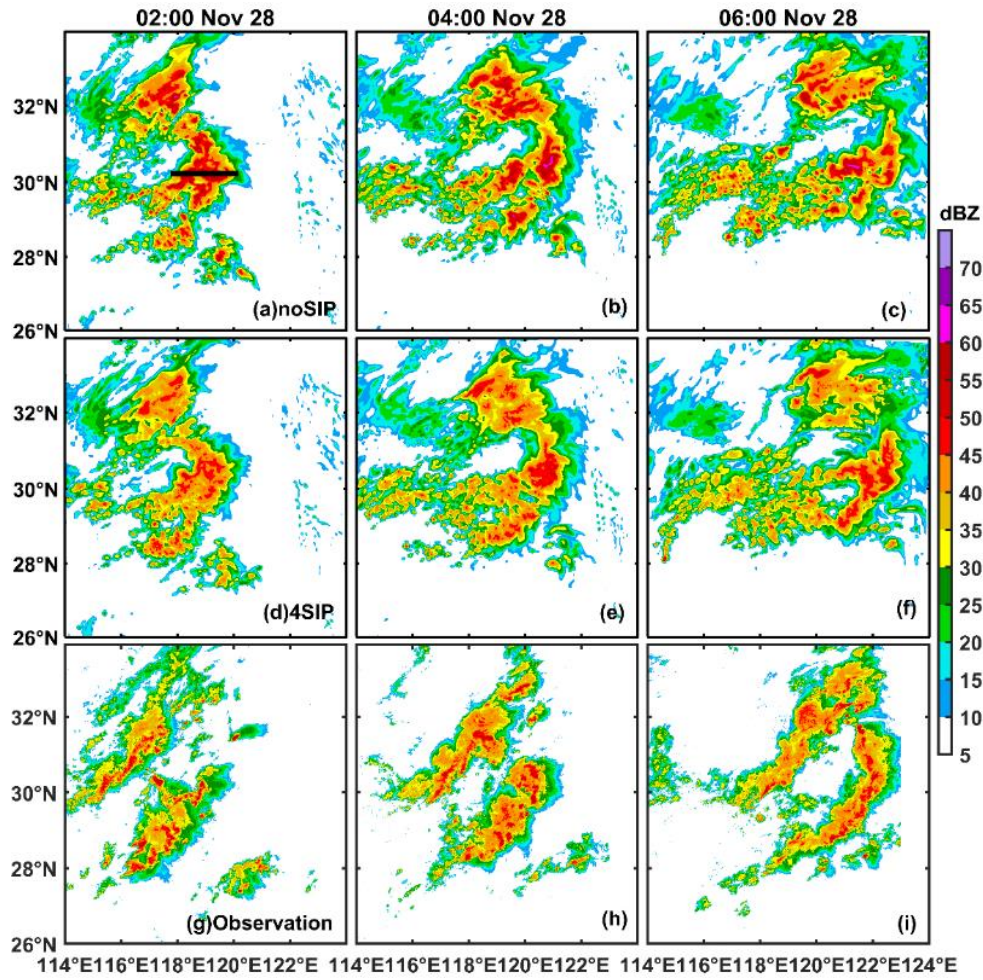 02:00 Nov 28 04:00 Nov 28 06:00 Nov 28
32°N
30°N
28°N
26°N
(a)noSIP
(b)
(c)
dBZ
70
65
60
55
50
45
40
35
30
25
20
15
10
5
32°N
30°N
28°N
26°N
(d)4SIP
(e)
(f)
32°N
30°N
28°N
26°N
(g)Observation
(h)
(i)
114°E116°E118°E120°E122°E 114°E116°E118°E120°E122°E 114°E116°E118°E120°E122°E124°E